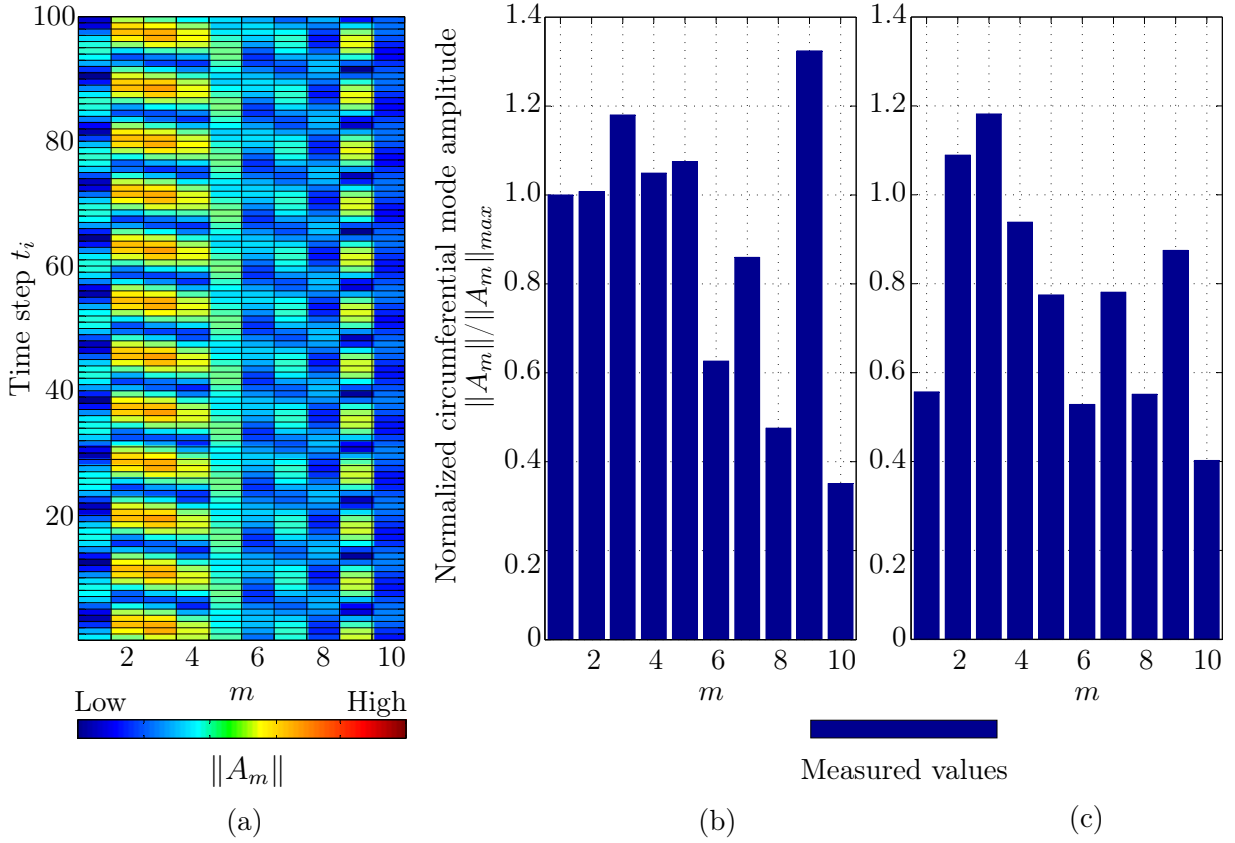 Time step t_i
100
80
60
40
20
2 4 6 8 10
m
Low High
‖A_m‖
(a)
Normalized circumferential mode amplitude
‖A_m‖/‖A_m‖_{max}
1.4
1.2
1.0
0.8
0.6
0.4
0.2
0
2 4 6 8 10
m
(b)
1.4
1.2
1.0
0.8
0.6
0.4
0.2
0
2 4 6 8 10
m
Measured values
(c)